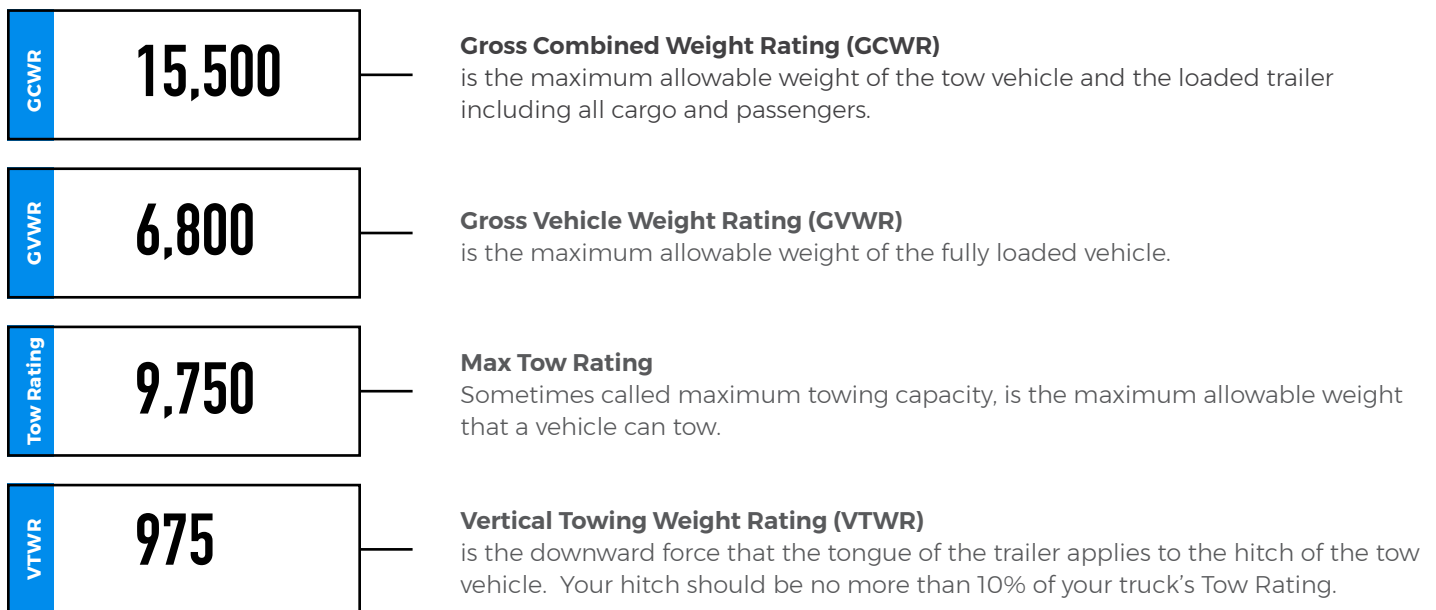 GCWR
15,500
Gross Combined Weight Rating (GCWR)
is the maximum allowable weight of the tow vehicle and the loaded trailer
including all cargo and passengers.
GVWR
6,800
Gross Vehicle Weight Rating (GVWR)
is the maximum allowable weight of the fully loaded vehicle.
Tow Rating
9,750
Max Tow Rating
Sometimes called maximum towing capacity, is the maximum allowable weight
that a vehicle can tow.
VTWR
975
Vertical Towing Weight Rating (VTWR)
is the downward force that the tongue of the trailer applies to the hitch of the tow
vehicle.  Your hitch should be no more than 10% of your truck's Tow Rating.